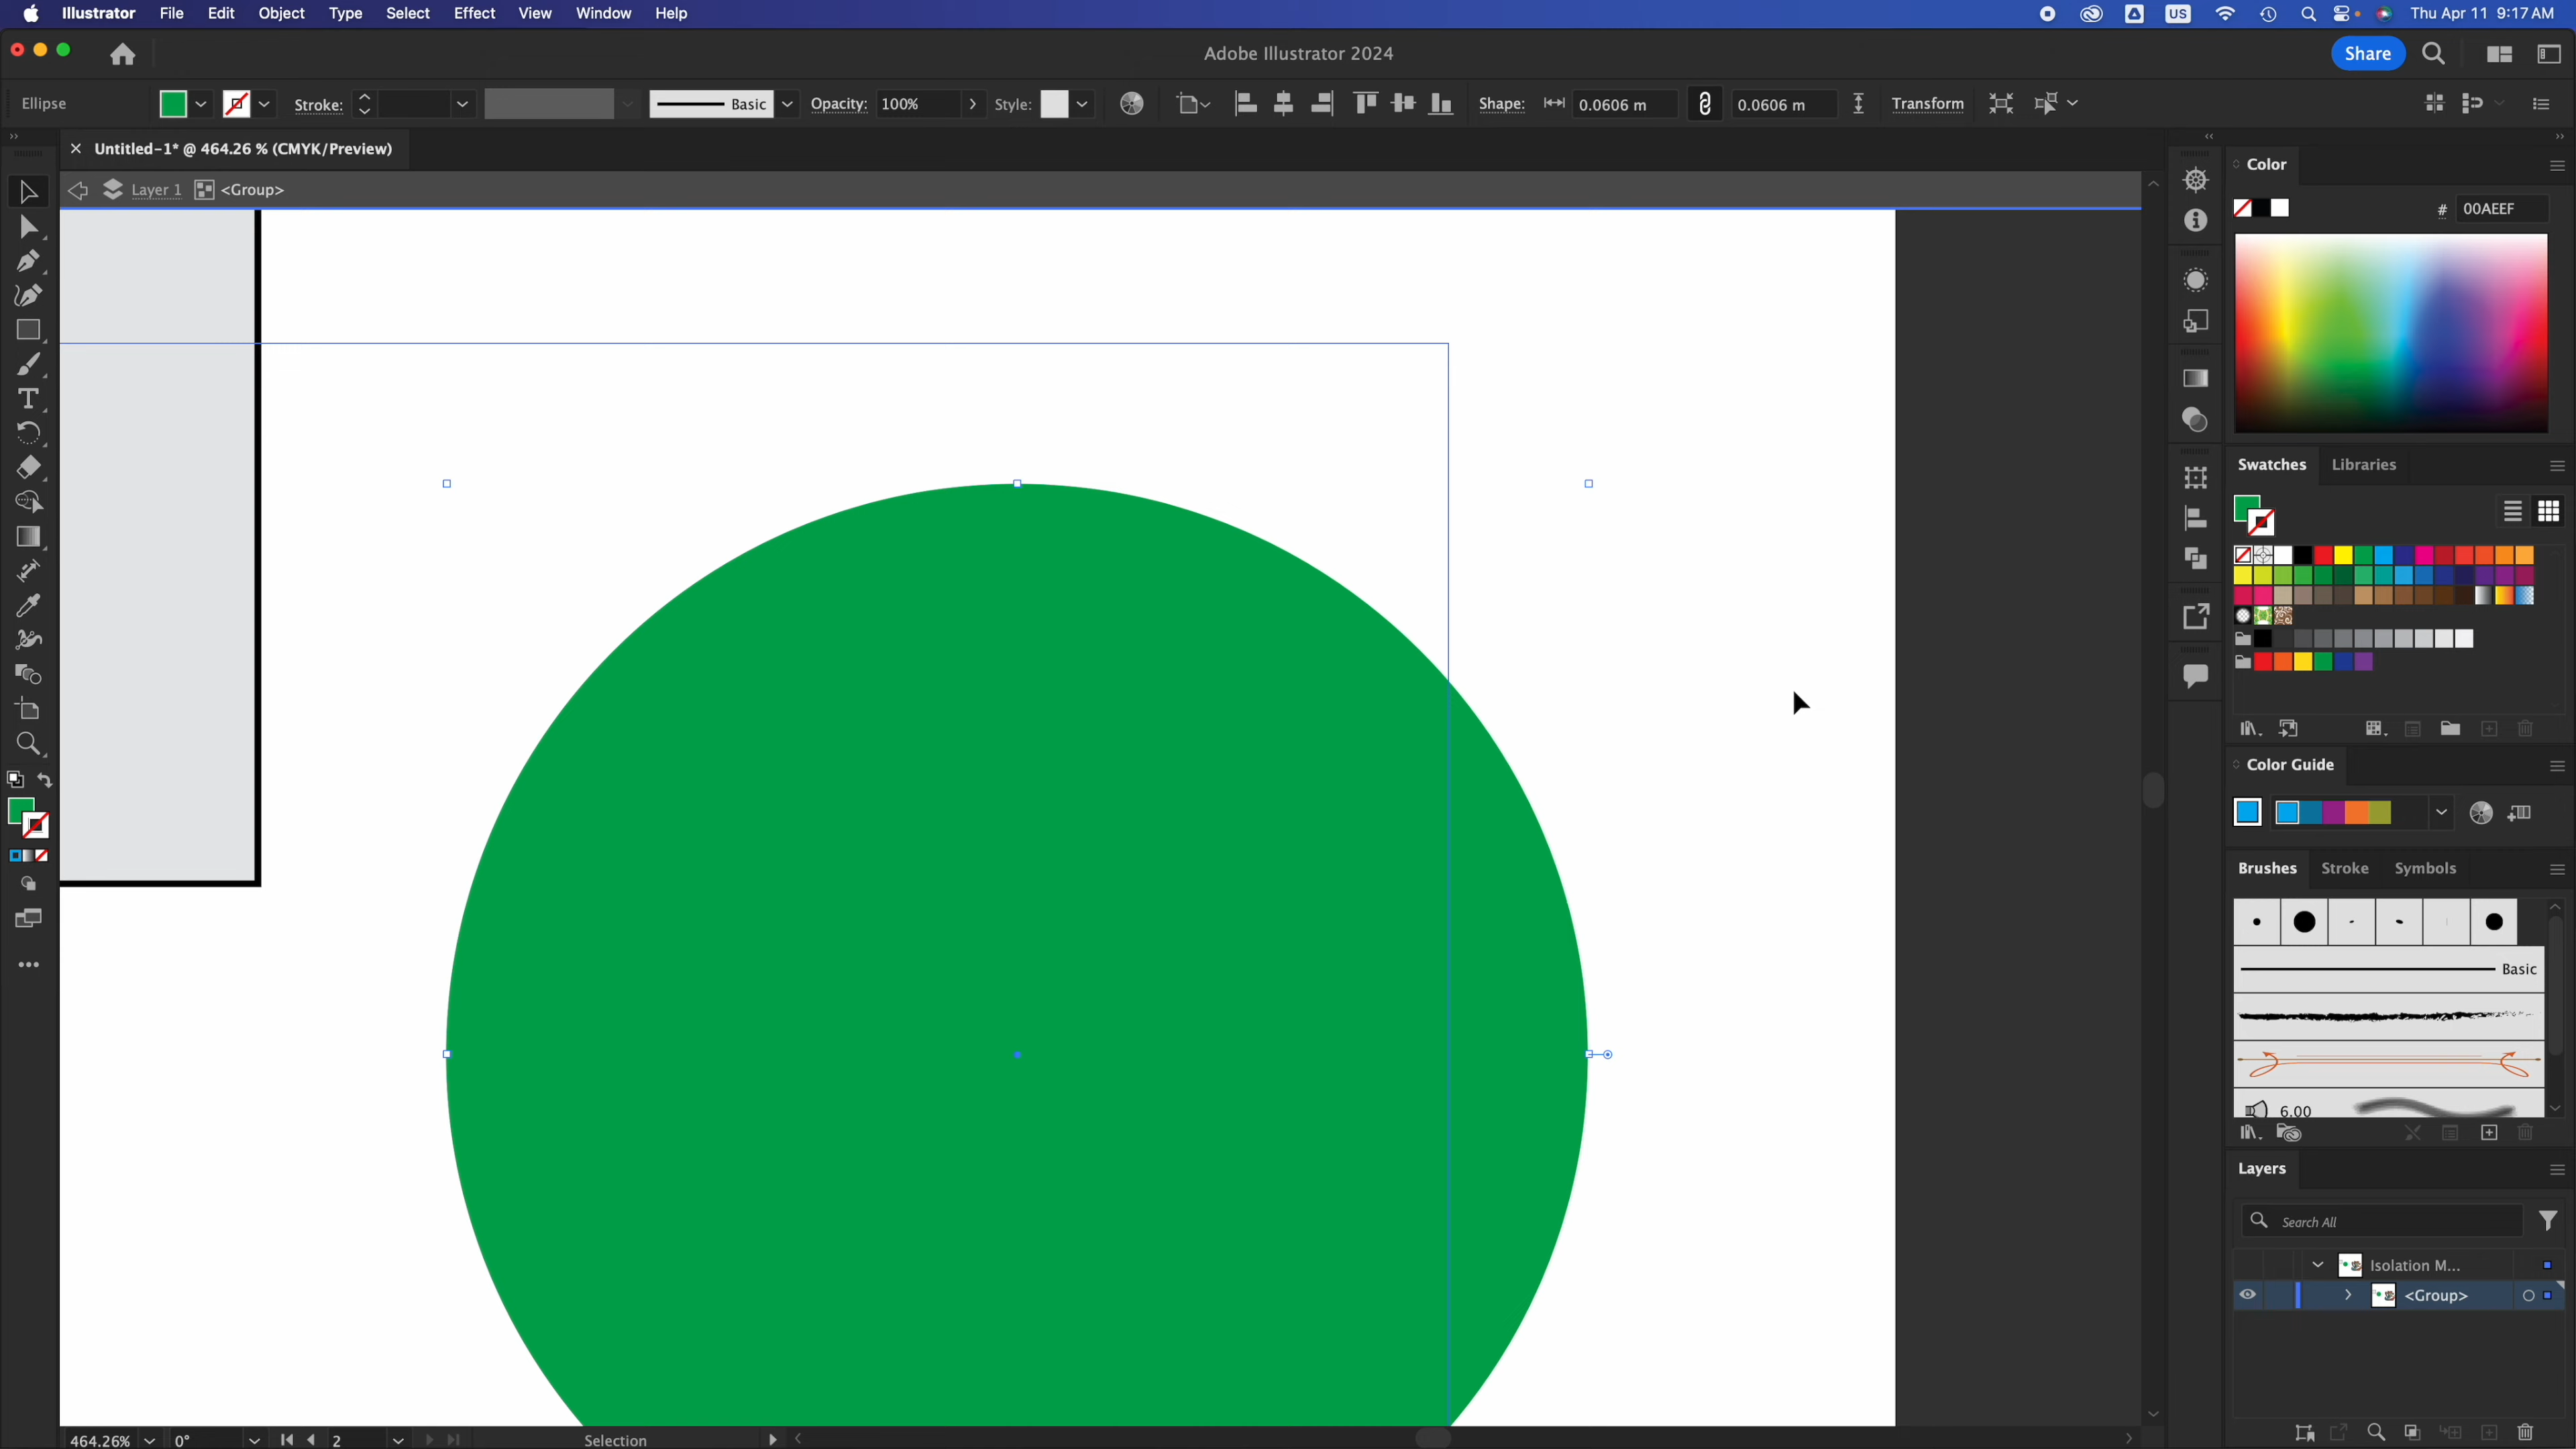 Illustrator File Edit Object Type Select Effect View Window Help US Thu Apr 11 9:17 AM
Adobe Illustrator 2024 Share
Ellipse Stroke: Basic Opacity: 100% Style: Shape: 0.0606 m 0.0606 m Transform
Untitled-1* @ 464.26 % (CMYK/Preview)
Layer 1 <Group>
Color
# 00AEEF
Swatches Libraries
Color Guide
Brushes Stroke Symbols
Basic
6.00
Layers
Search All
Isolation M...
<Group>
464.26% 0° 2 Selection